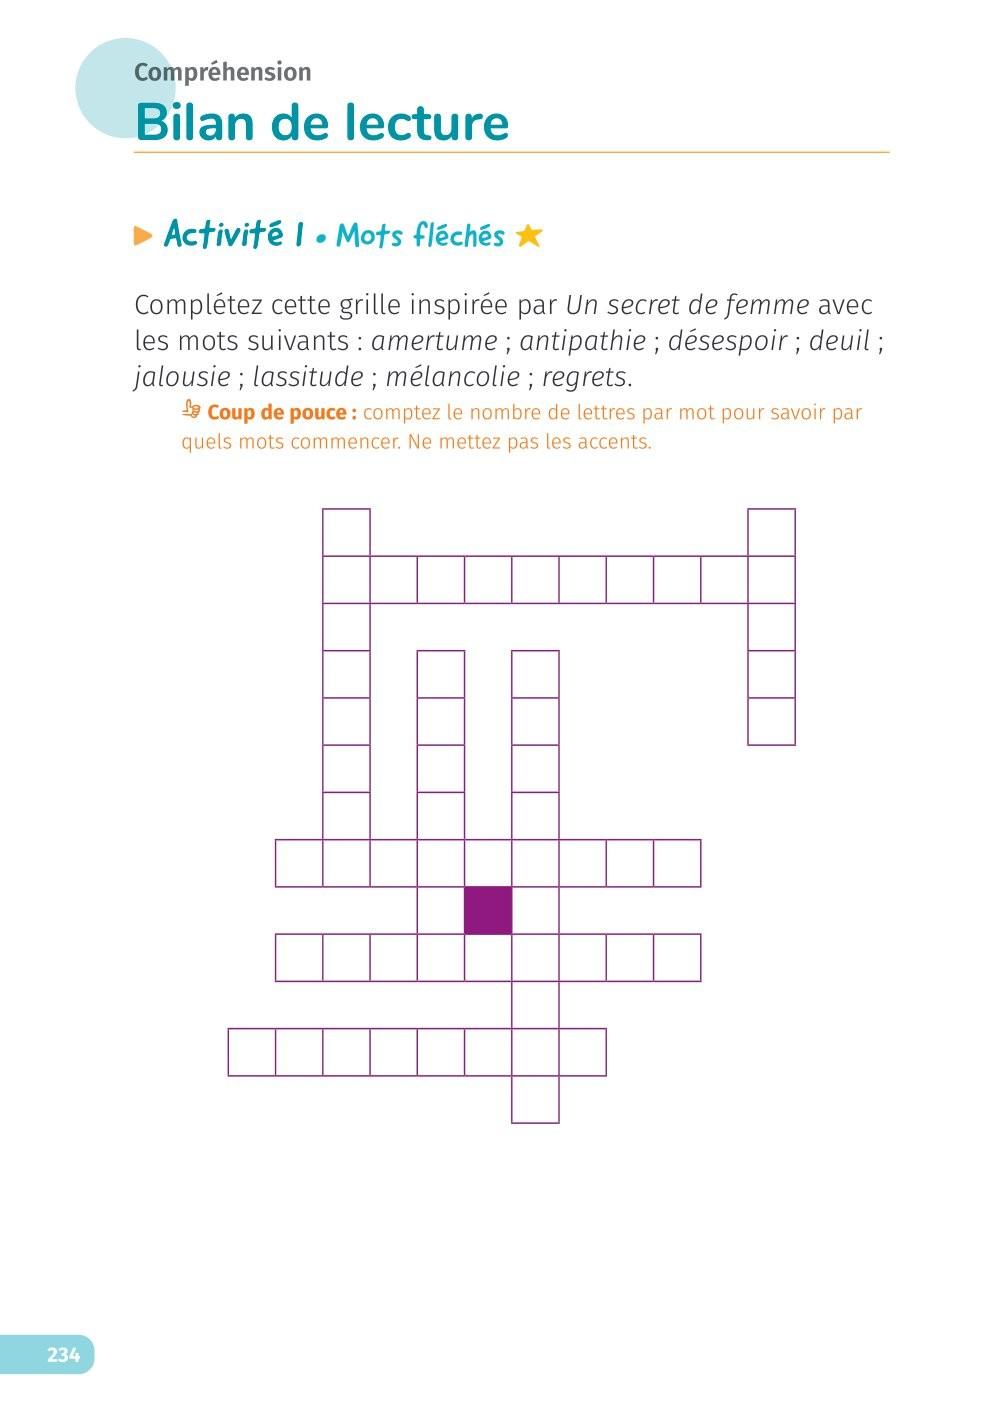 Compréhension
Bilan de lecture
Activité 1 • Mots fléchés
Complétez cette grille inspirée par Un secret de femme avec
les mots suivants : amertume ; antipathie ; désespoir ; deuil ;
jalousie ; lassitude ; mélancolie ; regrets.
Coup de pouce : comptez le nombre de lettres par mot pour savoir par
quels mots commencer. Ne mettez pas les accents.
234